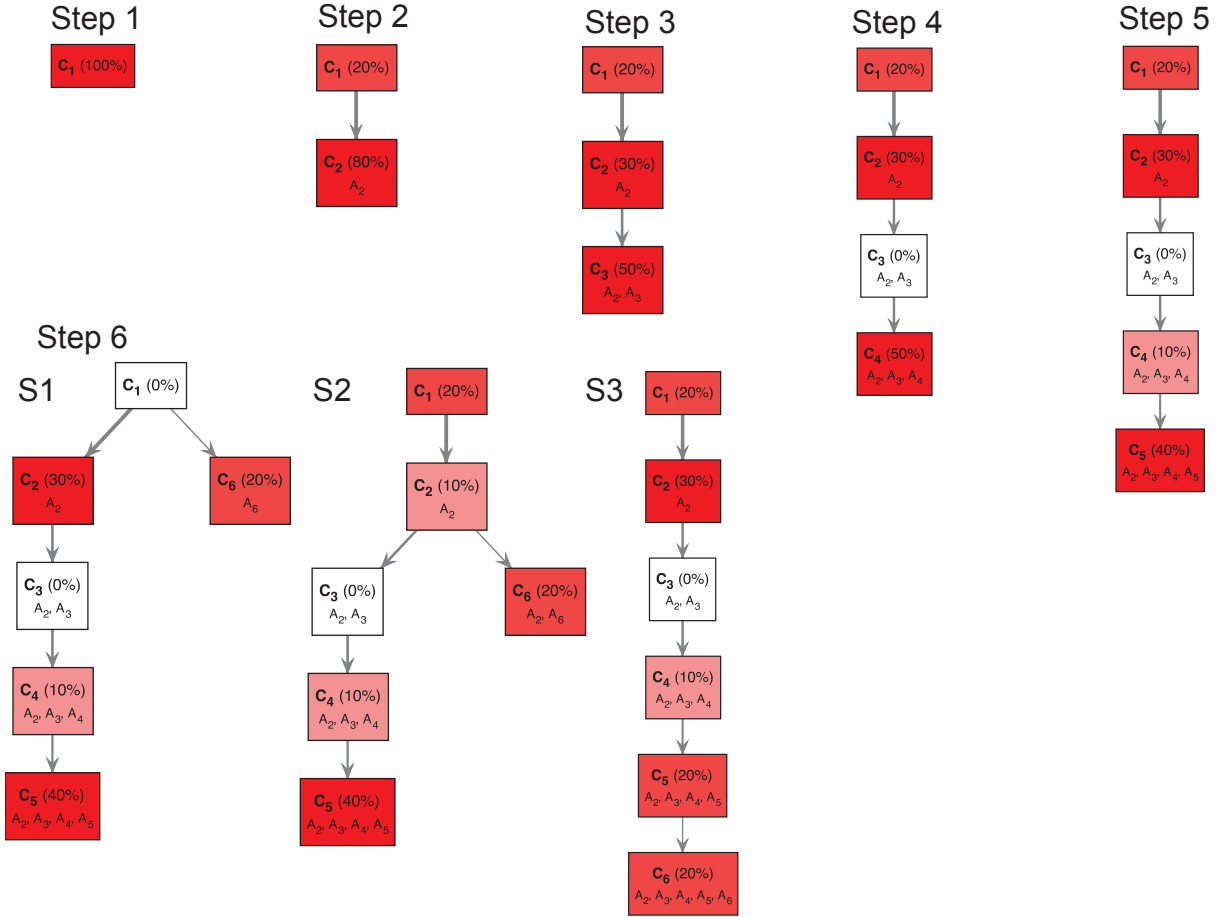 Step 1
C1 (100%)
Step 2
C1 (20%)
C2 (80%)
A2
Step 3
C1 (20%)
C2 (30%)
A2
C3 (50%)
A2, A3
Step 4
C1 (20%)
C2 (30%)
A2
C3 (0%)
A2, A3
C4 (50%)
A2, A3, A4
Step 5
C1 (20%)
C2 (30%)
A2
C3 (0%)
A2, A3
C4 (10%)
A2, A3, A4
C5 (40%)
A2, A3, A4, A5
Step 6
S1
C1 (0%)
C2 (30%)
A2
C6 (20%)
A6
C3 (0%)
A2, A3
C4 (10%)
A2, A3, A4
C5 (40%)
A2, A3, A4, A5
S2
C1 (20%)
C2 (10%)
A2
C3 (0%)
A2, A3
C6 (20%)
A2, A6
C4 (10%)
A2, A3, A4
C5 (40%)
A2, A3, A4, A5
S3
C1 (20%)
C2 (30%)
A2
C3 (0%)
A2, A3
C4 (10%)
A2, A3, A4
C5 (20%)
A2, A3, A4, A5
C6 (20%)
A2, A3, A4, A5, A6